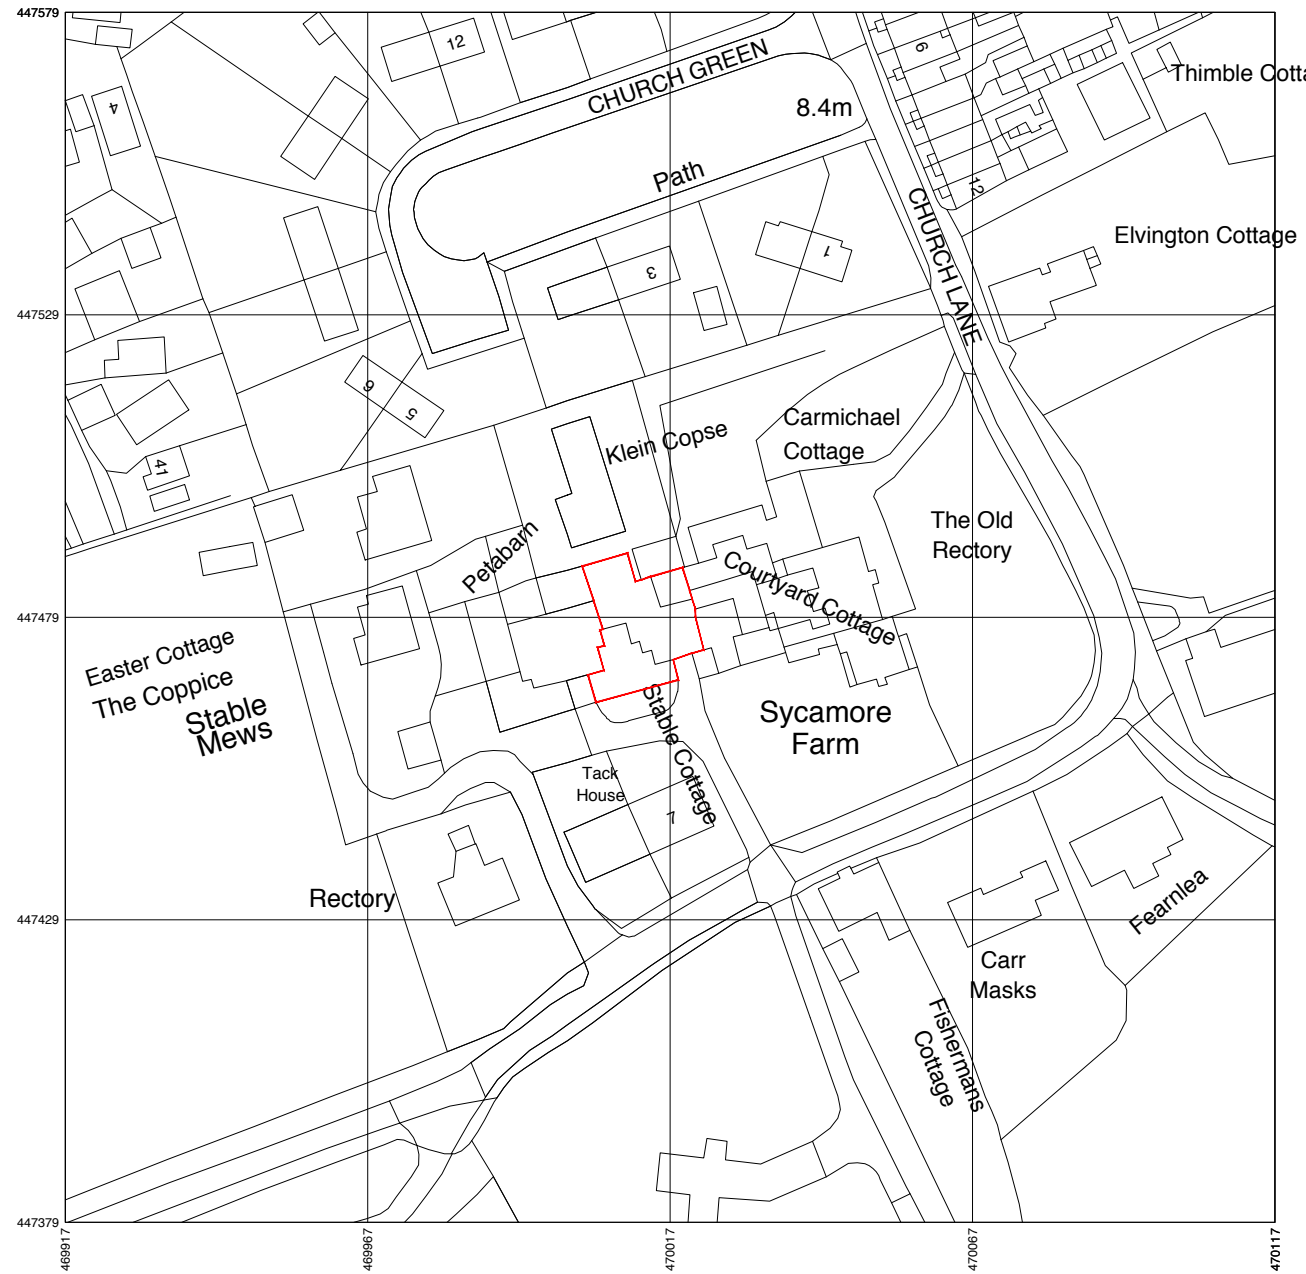 447579
12
CHURCH GREEN
8.4m
6
Thimble Cotta
4
Path
12
CHURCH LANE
Elvington Cottage
1
3
447529
6
5
Klein Copse
Carmichael
Cottage
41
The Old
Rectory
Petabarn
Courtyard Cottage
447479
Easter Cottage
The Coppice
Stable
Mews
Stable Cottage
Sycamore
Farm
Tack
House
7
Rectory
Fearnlea
447429
Carr
Masks
Fishermans
Cottage
447379
469917
469967
470017
470067
470117